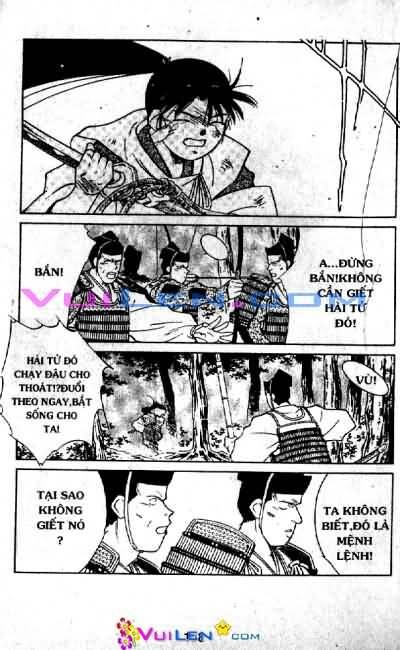 BẮN!
A...ĐỪNG
BẮN!KHÔNG
CẦN GIẾT
HÀI TỬ
ĐÓ!
VUILEN.COM
HÀI TỬ ĐÓ
CHẠY ĐÂU CHO
THOÁT!?ĐUỔI
THEO NGAY,BẮT
SỐNG CHO
TA!
VÙ!
TẠI SAO
KHÔNG
GIẾT NÓ
?
TA KHÔNG
BIẾT,ĐÓ LÀ
MỆNH
LỆNH!
VUILEN.COM